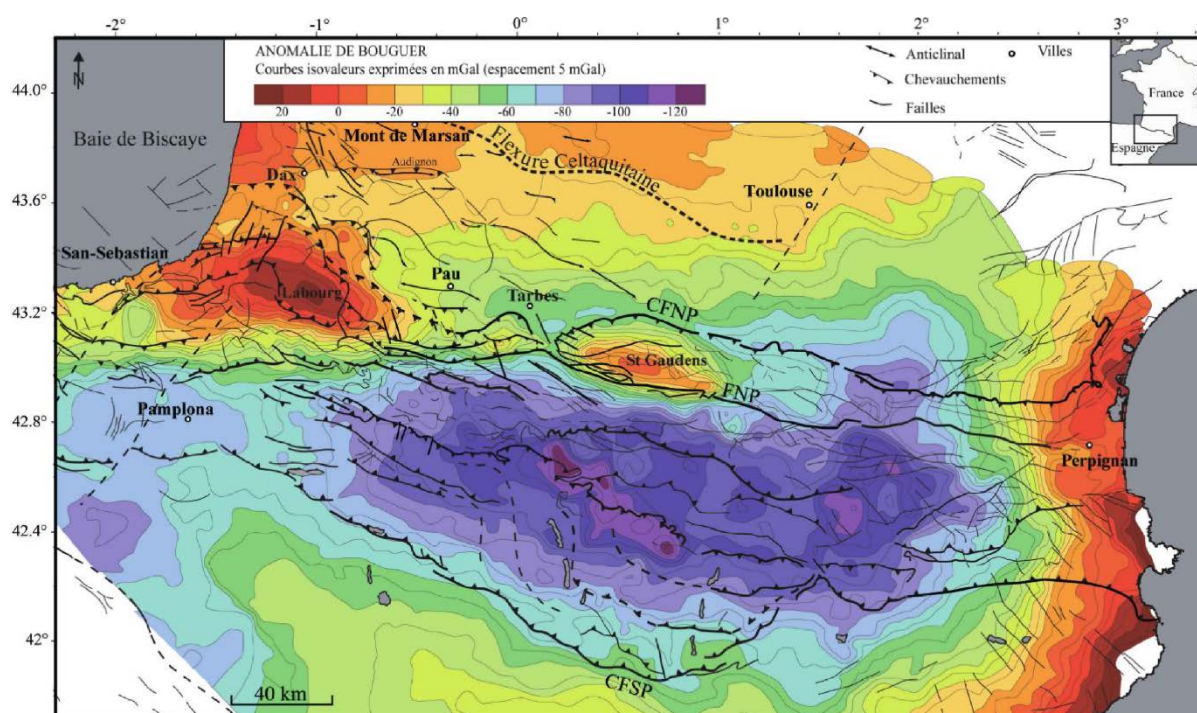 -2° -1° 0° 1° 2° 3°
ANOMALIE DE BOUGUER
Courbes isovaleurs exprimées en mGal (espacement 5 mGal)
20 0 -20 -40 -60 -80 -100 -120
Anticlinal
Villes
Chevauchements
Failles
France
Espagne
N
44.0°
43.6°
43.2°
42.8°
42.4°
42°
Baie de Biscaye
Mont de Marsan
Audignon
Dax
Flexure Celtaquitaine
Toulouse
San-Sebastian
Labourg
Pau
Tarbes
CFNP
St Gaudens
FNP
Pamplona
Perpignan
CFSP
40 km